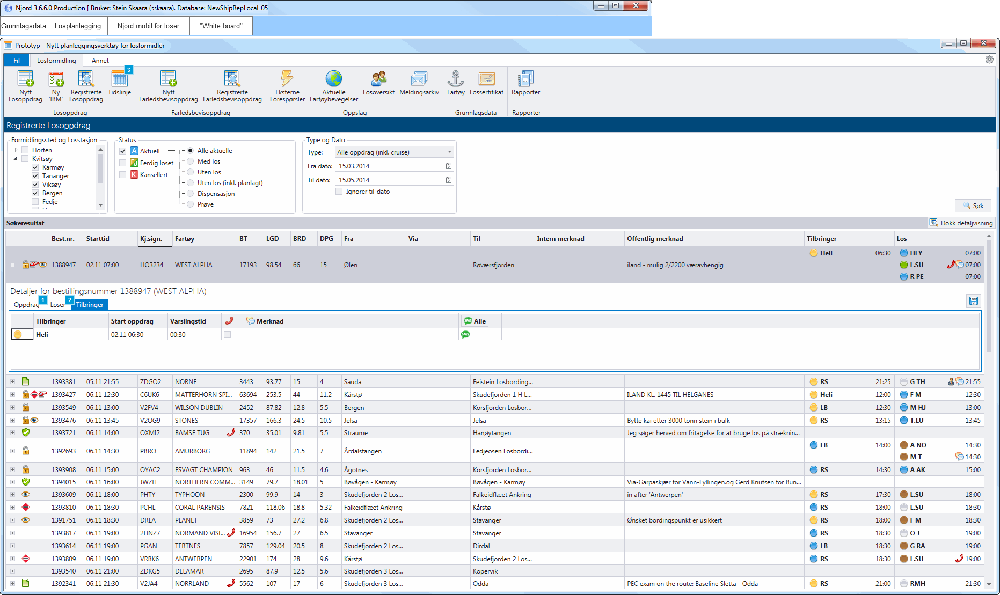 Njord 3.6.6.0 Production [ Bruker: Stein Skaara (sskaara). Database: NewShipRepLocal_05
Grunnlagsdata Losplanlegging Njord mobil for loser "White board"
Prototyp - Nytt planleggingsverktøy for losformidler
Fil Losformidling Annet
3
Nytt Losoppdrag
Ny 'IBM'
Registrerte Losoppdrag
Tidslinje
Nytt Farledsbevisoppdrag
Registrerte Farledsbevisoppdrag
Eksterne Forespørsler
Aktuelle Fartøybevegelser
Losoversikt
Meldingsarkiv
Fartøy
Lossertifikat
Rapporter
Losoppdrag Farledsbevisoppdrag Oppslag Grunnlagsdata Rapporter
Registrerte Losoppdrag
Formidlingssted og Losstasjon
Horten
Kvitsøy
Karmøy
Tananger
Viksøy
Bergen
Fedje
Status
A Aktuell
FU Ferdig loset
K Kansellert
Alle aktuelle
Med los
Uten los
Uten los (inkl. planlagt)
Dispensasjon
Prøve
Type og Dato
Type: Alle oppdrag (inkl. cruise)
Fra dato: 15.03.2014
Til dato: 15.05.2014
Ignorer til-dato
Søk
Søkeresultat Dokk detaljvisning
Best.nr. Starttid Kj.sign. Fartøy BT LGD BRD DPG Fra Via Til Intern merknad Offentlig merknad Tilbringer Los
1388947 02.11 07:00 HO3234 WEST ALPHA 17193 98.54 66 15 Ølen Røværsfjorden iland - mulig 2/2200 væravhengig Heli 06:30 HFY 07:00
L.SU 07:00
R PE 07:00
Detaljer for bestillingsnummer 1388947 (WEST ALPHA)
Oppdrag 1 Loser 2 Tilbringer
Tilbringer Start oppdrag Varslingstid Merknad SMS Alle
Heli 02.11 06:30 00:30 SMS
1393381 05.11 21:55 ZDGO2 NORNE 3443 93.77 15 4 Sauda Feistein Losbording... RS 21:25 G TH 21:55
1393427 06.11 12:30 C6UK6 MATTERHORN SPI... 63694 253.5 44 11.2 Kårstø Skudefjorden 1 H L... ILAND KL. 1445 TIL HELGANES Heli 12:00 F M 12:30
1393549 06.11 13:00 V2FV4 WILSON DUBLIN 2452 87.82 12.8 5.5 Bergen Korsfjorden Losbor... LB 12:30 M HJ 13:00
1393476 06.11 13:45 V2OG9 STONES 17357 166.3 24.5 10.5 Jelsa Jelsa Bytte kai etter 3000 tonn stein i bulk RS 13:15 T.LU 13:45
1393721 06.11 14:00 OXMI2 BAMSE TUG 370 35.01 9.81 5.5 Straume Hanøytangen Jeg søger herved om fritagelse for at bruge los på stræknin...
1392693 06.11 14:30 PBRO AMURBORG 11894 142 21.5 7 Årdalstangen Fedjeosen Losbordi... LB 14:00 A NO 14:30
M T 14:30
1393908 06.11 15:00 OYAC2 ESVAGT CHAMPION 963 46 11.5 4.6 Ågotnes Korsfjorden Losbor... RS 14:30 A AK 15:00
1394015 06.11 16:00 JWZH NORTHERN COMM... 3149 79.7 18.01 5 Bøvågen - Karmøy Bøvågen - Karmøy Via-Garpaskjær for Vann-Fyllingen.og Gerd Knutsen for Bun...
1393609 06.11 18:00 PHTY TYPHOON 2300 99.9 14 3 Skudefjorden 2 Los... Falkeidflæet Ankring in after 'Antwerpen' RS 17:30 L.SU 18:00
1393810 06.11 18:30 PCHL CORAL PARENSIS 7821 118.06 18.8 5.32 Falkeidflæet Ankring Kårstø RS 18:00 L.SU 18:30
1391751 06.11 18:30 DRLA PLANET 3859 73 27.2 6.8 Skudefjorden 2 Los... Stavanger Ønsket bordingspunkt er usikkert RS 18:00 F M 18:30
1393817 06.11 19:00 2HNZ7 NORMAND VISI... 16954 156.7 27 6.5 Stavanger Stavanger RS 18:30 O J 19:00
1393614 06.11 19:00 PGAN TERTNES 7857 129.04 20.5 8 Skudefjorden 2 Los... Dirdal LB 18:30 G RA 19:00
1393809 06.11 19:00 VRBK6 ANTWERPEN 22901 174 28 9.6 Kårstø Skudefjorden 2 Los... RS 18:30 L.SU 19:00
1393540 06.11 21:00 ZDKG5 DELAMAR 2695 87.9 12.5 5.6 Skudefjorden 3 Los... Kopervik
1392341 06.11 21:30 V2JA4 NORRLAND 5562 107 17 6 Skudefjorden 3 Los... Odda PEC exam on the route: Baseline Sletta - Odda RS 21:00 RMH 21:30